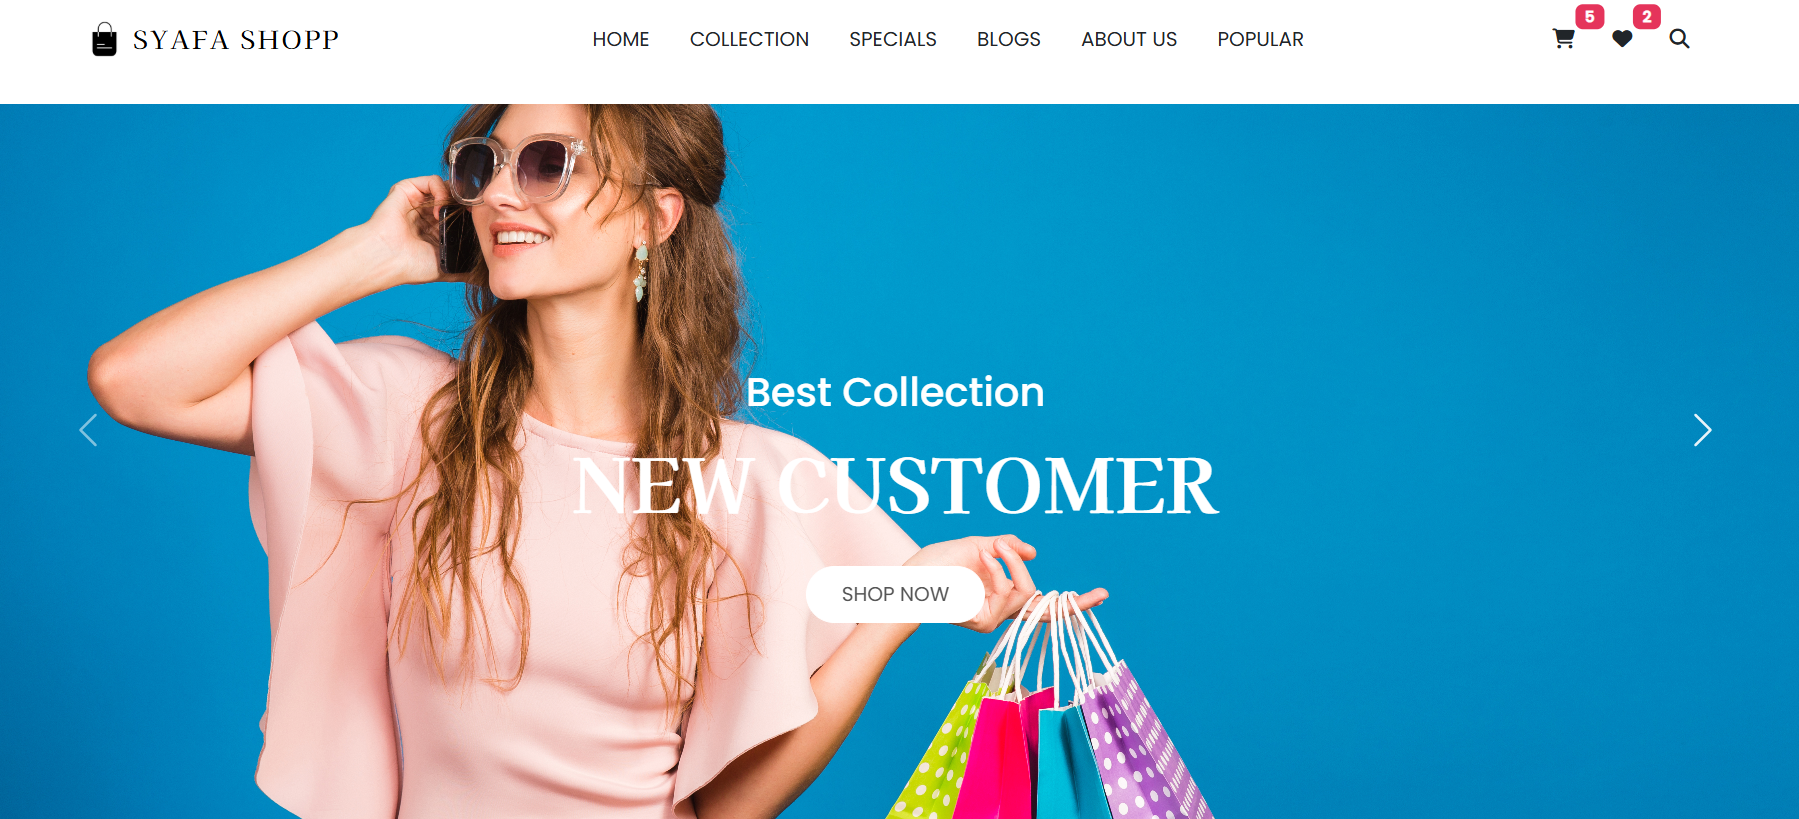 SYAFA SHOPP
HOME COLLECTION SPECIALS BLOGS ABOUT US POPULAR
5 2
Best Collection
NEW CUSTOMER
SHOP NOW